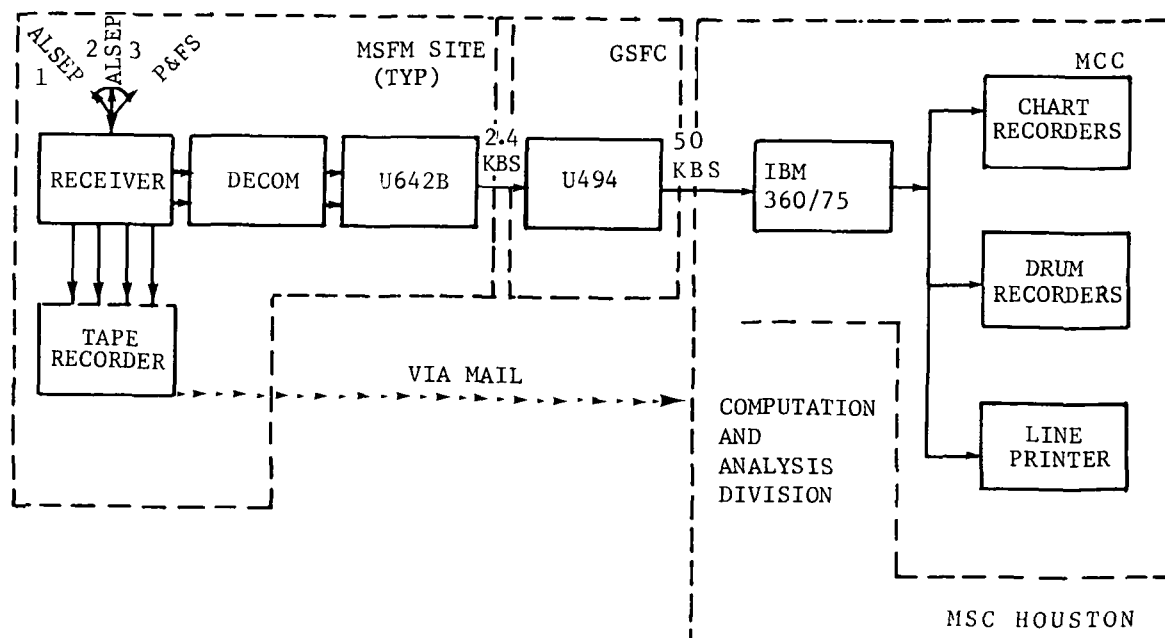 ALSEP
1
2
ALSEP
3
P&FS
MSFM SITE
(TYP)
GSFC
MCC
RECEIVER
DECOM
U642B
2.4
KBS
U494
50
KBS
IBM
360/75
CHART
RECORDERS
DRUM
RECORDERS
LINE
PRINTER
TAPE
RECORDER
VIA MAIL
COMPUTATION
AND
ANALYSIS
DIVISION
MSC HOUSTON